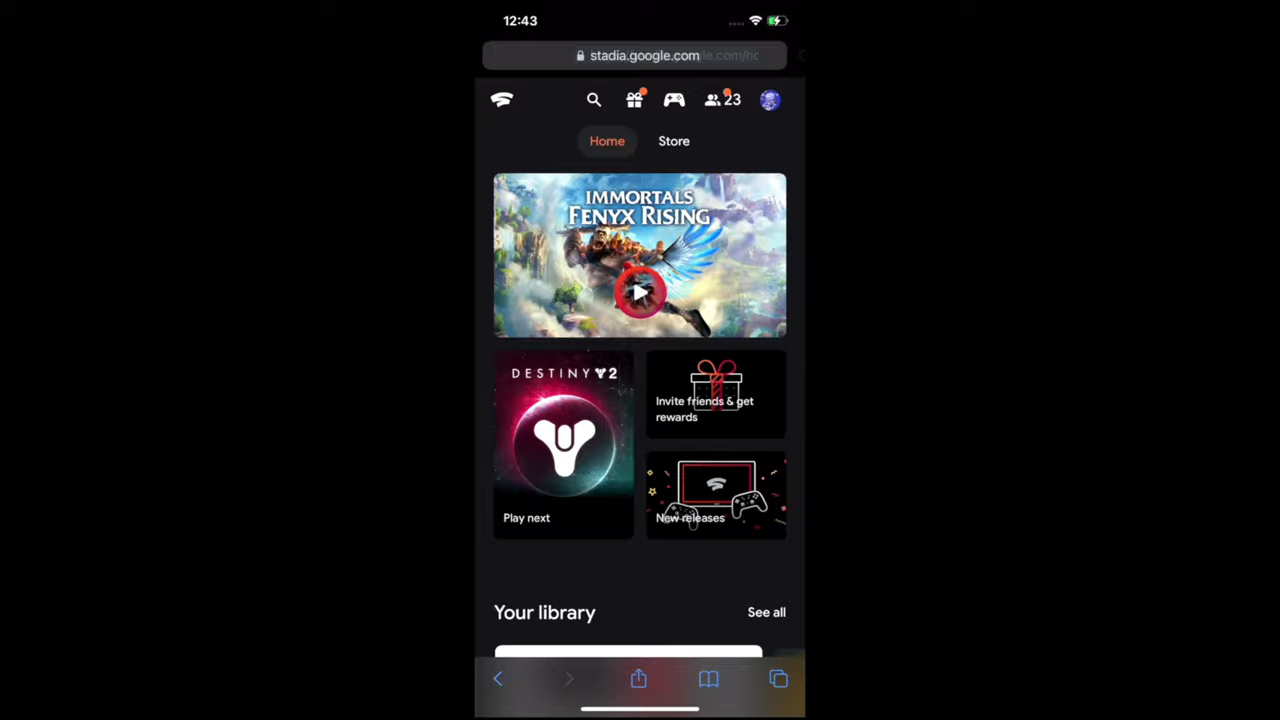 12:43
stadia.google.com
23
Home
Store
IMMORTALS
FENYX RISING
DESTINY 2
Invite friends & get
rewards
Play next
New releases
Your library
See all